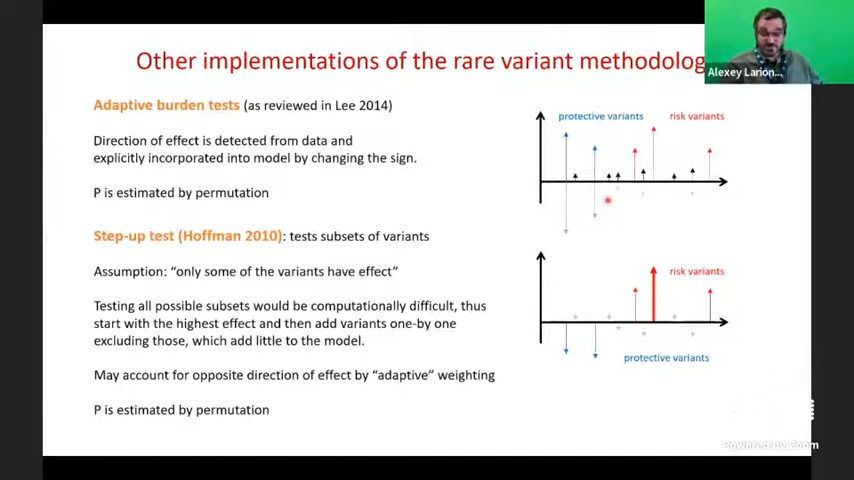 Other implementations of the rare variant methodolog
Alexey Larion...
Adaptive burden tests (as reviewed in Lee 2014)
Direction of effect is detected from data and
explicitly incorporated into model by changing the sign.
P is estimated by permutation
protective variants
risk variants
Step-up test (Hoffman 2010): tests subsets of variants
Assumption: “only some of the variants have effect”
Testing all possible subsets would be computationally difficult, thus
start with the highest effect and then add variants one-by one
excluding those, which add little to the model.
May account for opposite direction of effect by “adaptive” weighting
P is estimated by permutation
risk variants
protective variants
Powered by Zoom